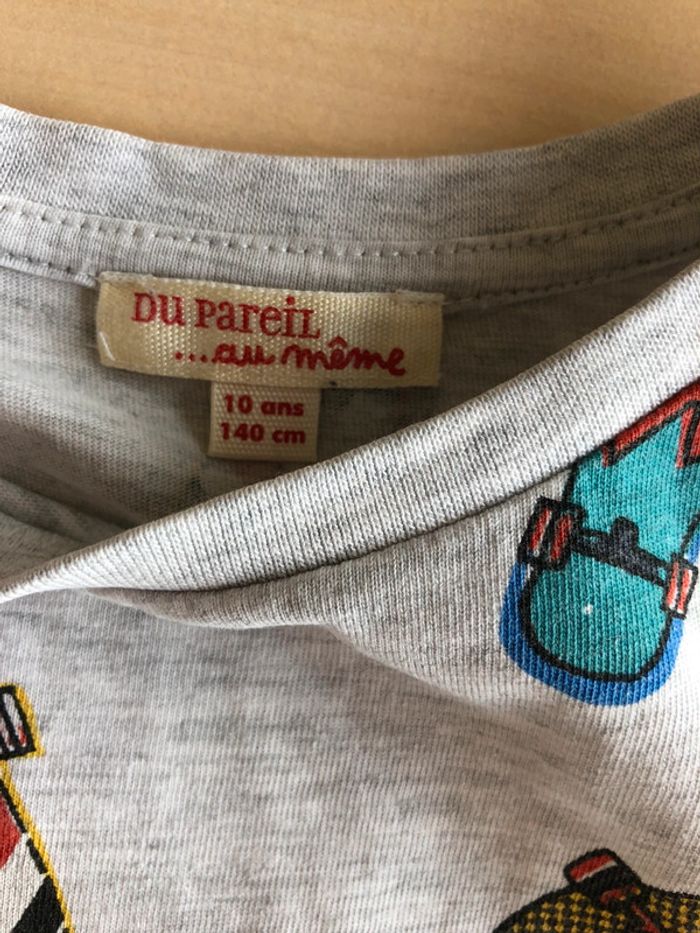 Du Pareil
...au même
10 ans
140 cm